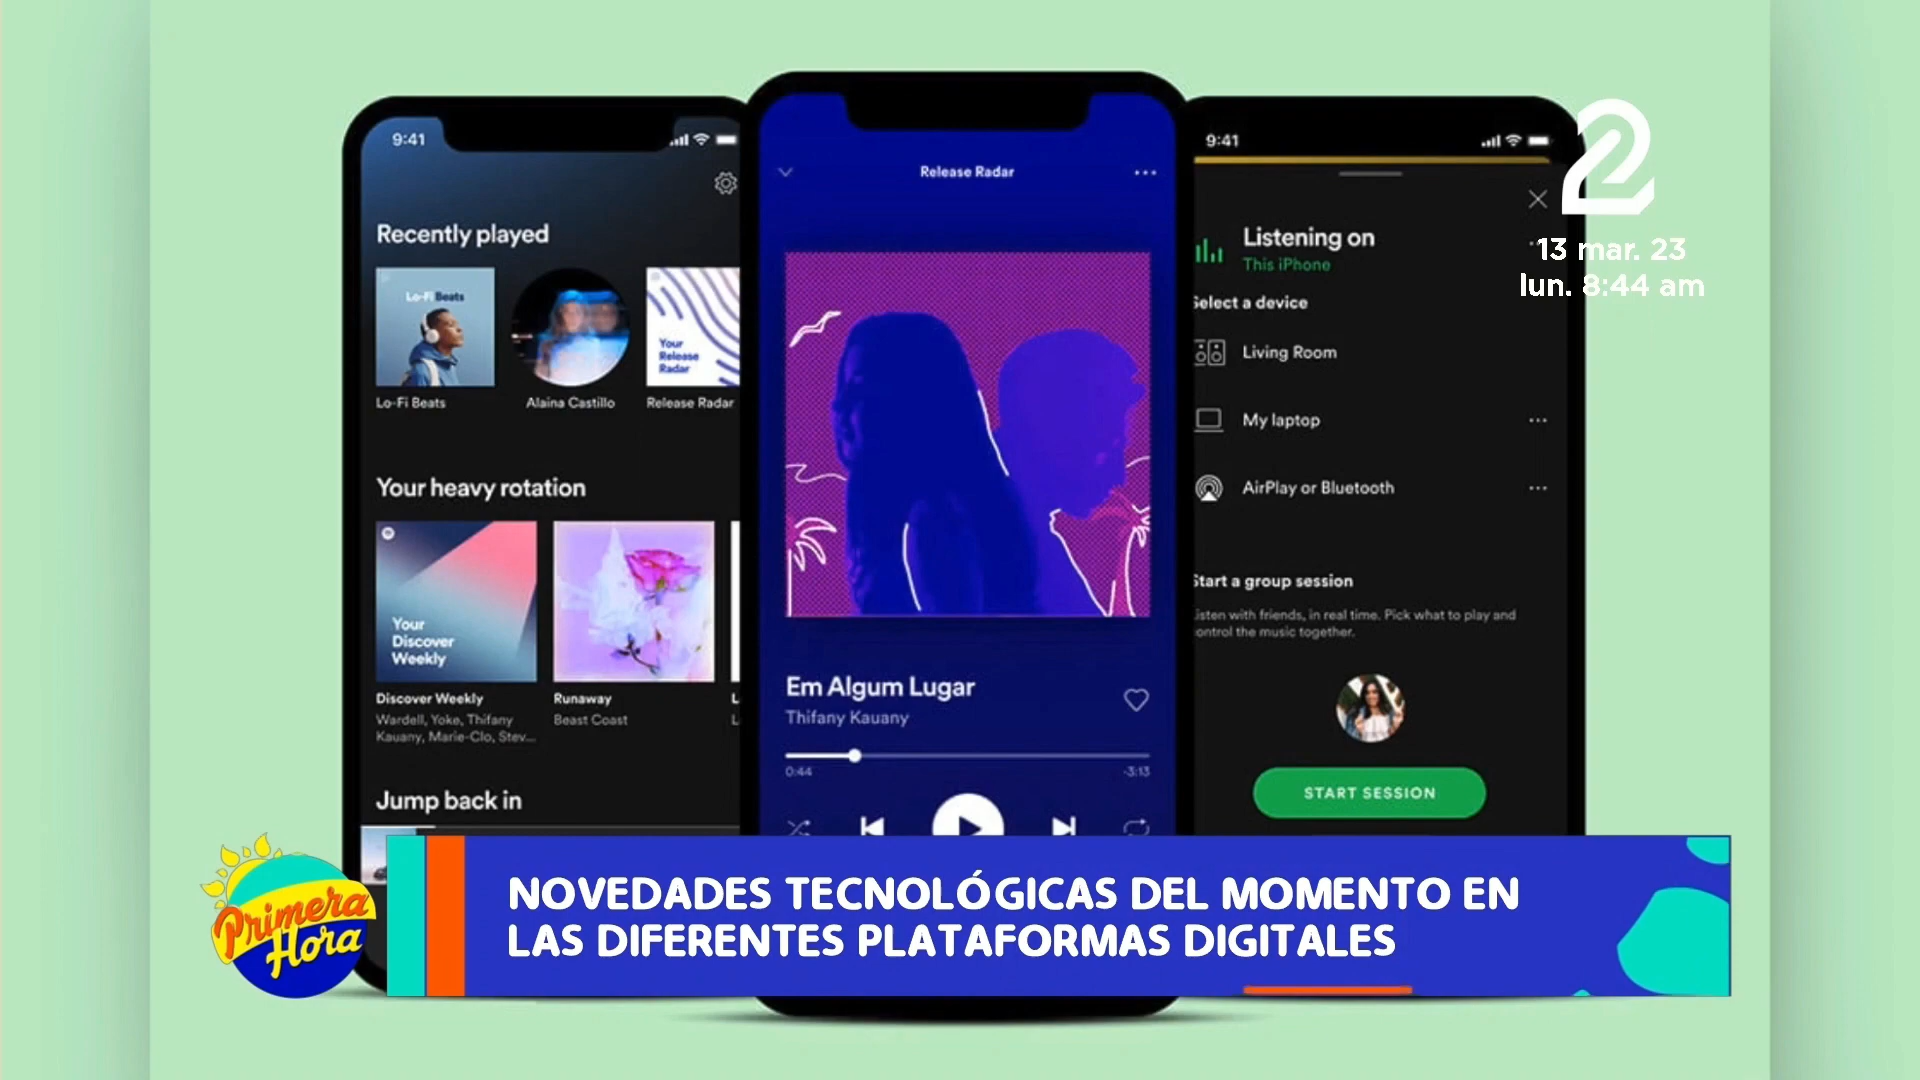 9:41
Recently played
Lo-Fi Beats
Your
Release
Radar
Lo-Fi Beats
Alaina Castillo
Release Radar
Your heavy rotation
Your
Discover
Weekly
Discover Weekly
Wardell, Yoke, Thifany
Kauany, Marie-Clo, Stev...
Runaway
Beast Coast
Jump back in
Release Radar
Em Algum Lugar
Thifany Kauany
0:44
-3:13
9:41
Listening on
This iPhone
Select a device
Living Room
My laptop
AirPlay or Bluetooth
Start a group session
Listen with friends, in real time. Pick what to play and
control the music together.
START SESSION
2
13 mar. 23
lun. 8:44 am
Primera
Hora
NOVEDADES TECNOLÓGICAS DEL MOMENTO EN
LAS DIFERENTES PLATAFORMAS DIGITALES